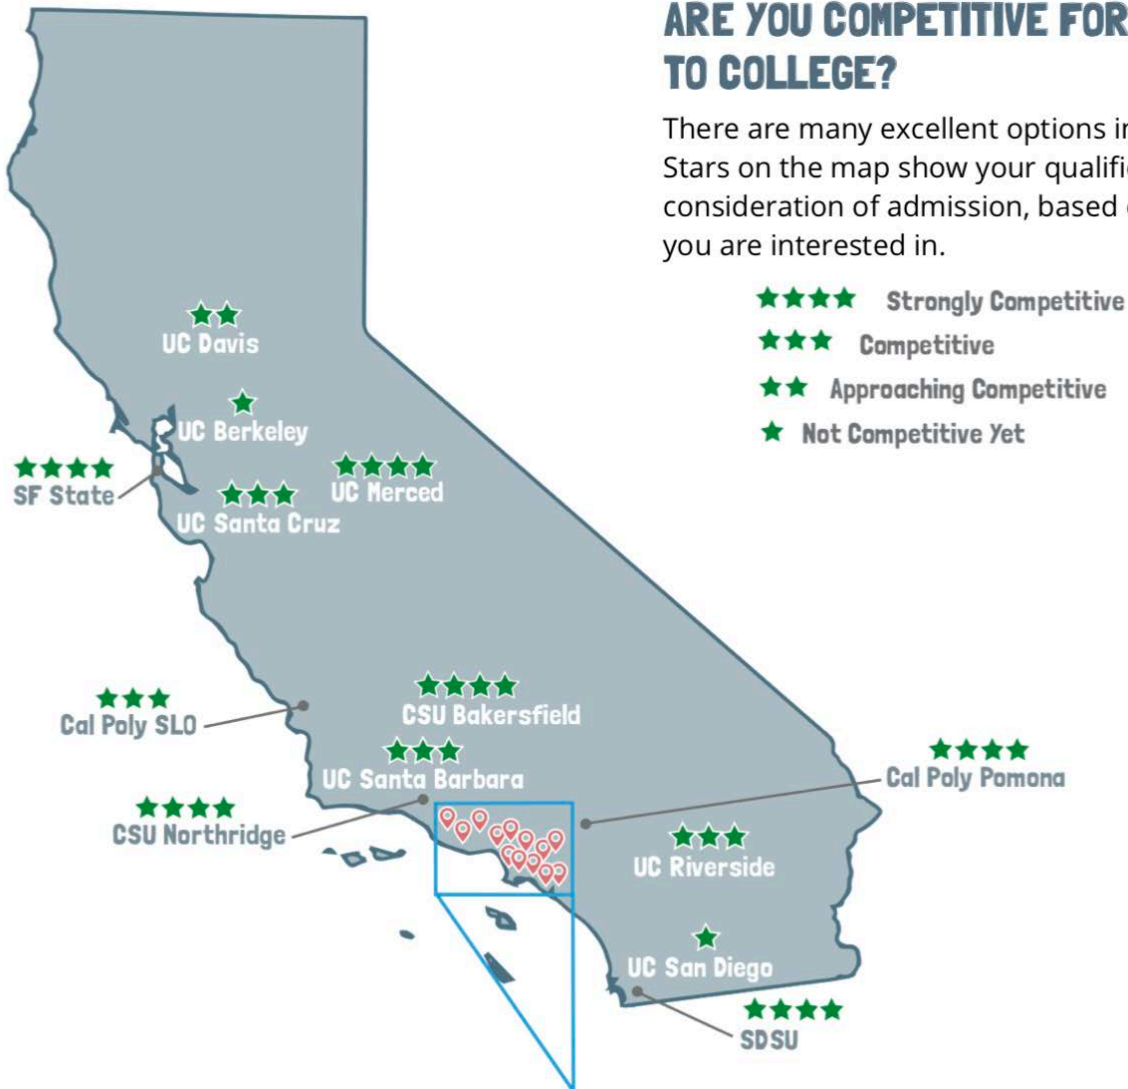 ARE YOU COMPETITIVE FOR
TO COLLEGE?
There are many excellent options in
Stars on the map show your
consideration of admission, based
you are interested in.
Strongly Competitive
Competitive
Approaching Competitive
Not Competitive Yet
UC Davis
UC Berkeley
SF State
UC Merced
UC Santa Cruz
Cal Poly SLO
CSU Bakersfield
UC Santa Barbara
Cal Poly Pomona
CSU Northridge
UC Riverside
UC San Diego
SDSU